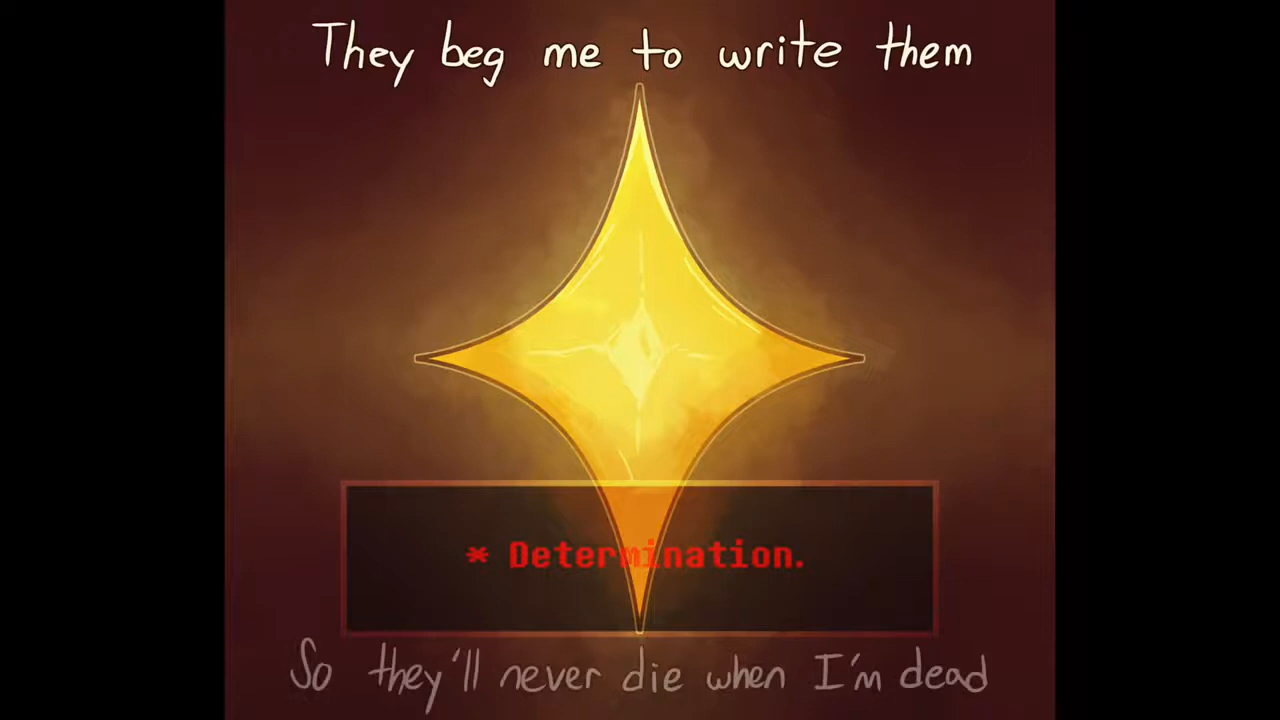 They beg me to write them
* Determination.
So they'll never die when I'm dead